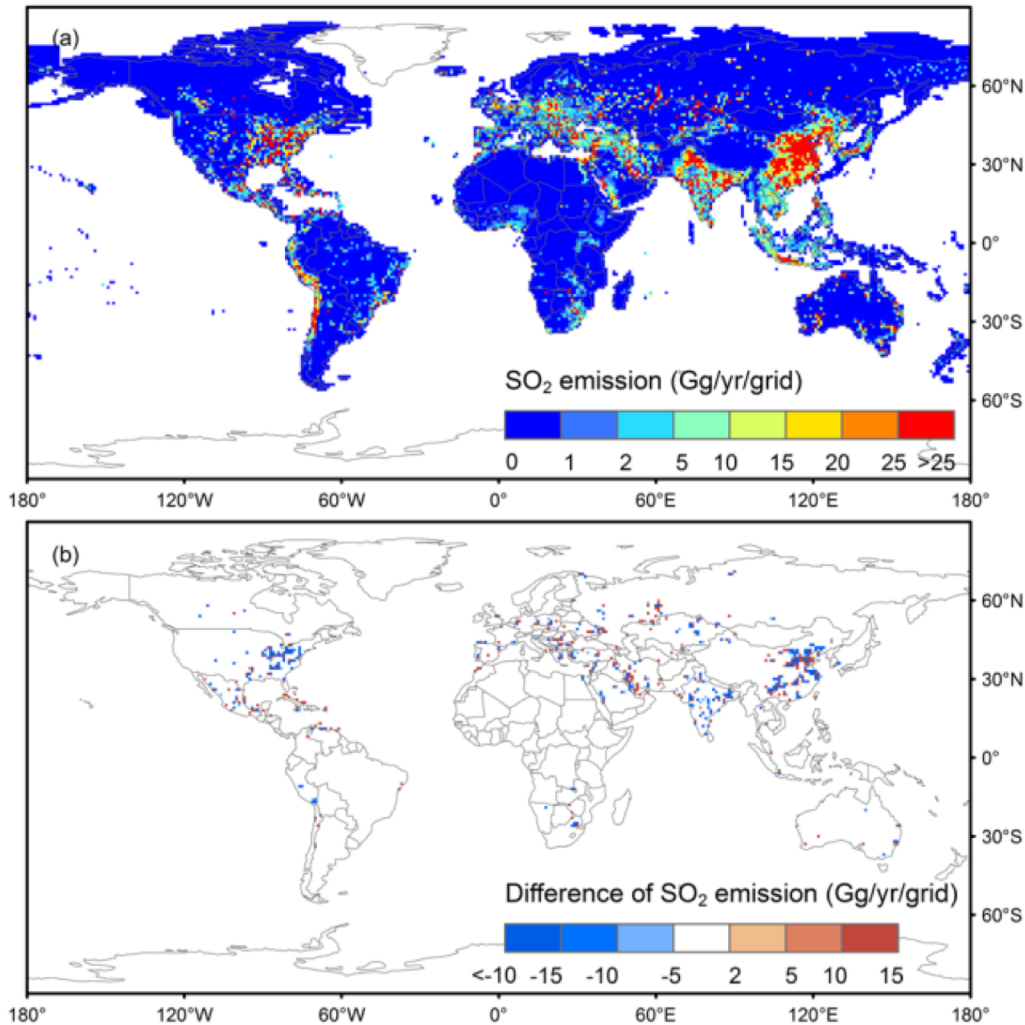 (a)
60°N
30°N
0°
30°S
60°S
SO₂ emission (Gg/yr/grid)
0 1 2 5 10 15 20 25 >25
180° 120°W 60°W 0° 60°E 120°E 180°
(b)
60°N
30°N
0°
30°S
60°S
Difference of SO₂ emission (Gg/yr/grid)
<-10 -15 -10 -5 2 5 10 15
180° 120°W 60°W 0° 60°E 120°E 180°